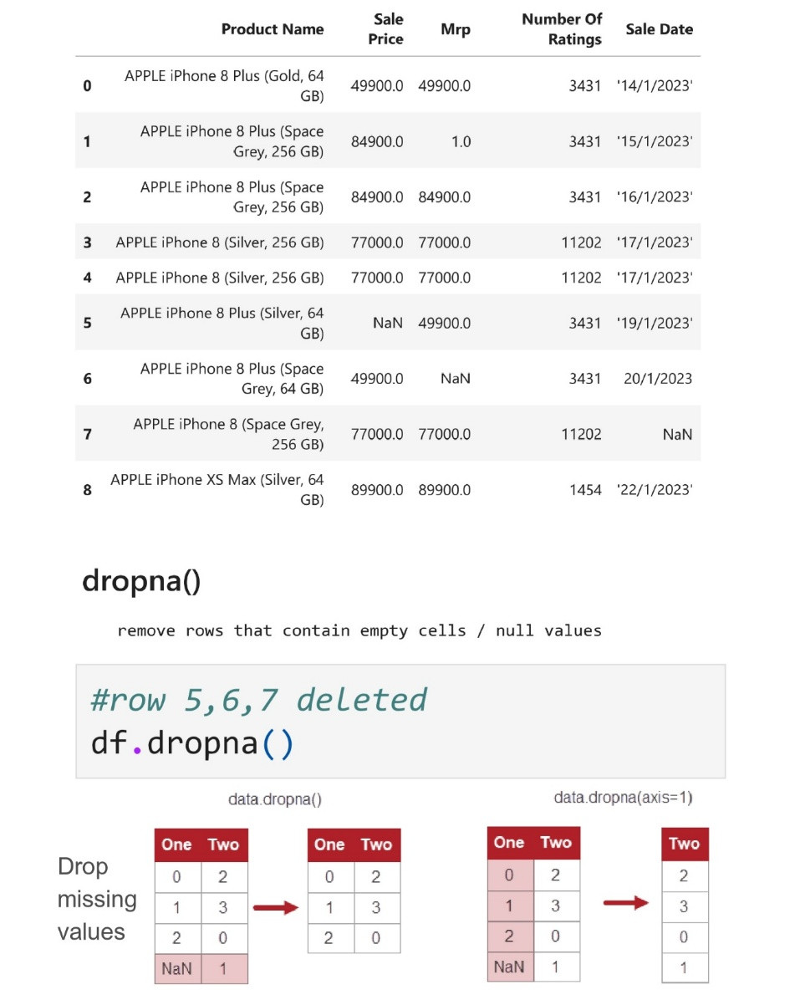 Product Name Sale Price Mrp Number Of Ratings Sale Date
0 APPLE iPhone 8 Plus (Gold, 64 GB) 49900.0 49900.0 3431 '14/1/2023'
1 APPLE iPhone 8 Plus (Space Grey, 256 GB) 84900.0 1.0 3431 '15/1/2023'
2 APPLE iPhone 8 Plus (Space Grey, 256 GB) 84900.0 84900.0 3431 '16/1/2023'
3 APPLE iPhone 8 (Silver, 256 GB) 77000.0 77000.0 11202 '17/1/2023'
4 APPLE iPhone 8 (Silver, 256 GB) 77000.0 77000.0 11202 '17/1/2023'
5 APPLE iPhone 8 Plus (Silver, 64 GB) NaN 49900.0 3431 '19/1/2023'
6 APPLE iPhone 8 Plus (Space Grey, 64 GB) 49900.0 NaN 3431 20/1/2023
7 APPLE iPhone 8 (Space Grey, 256 GB) 77000.0 77000.0 11202 NaN
8 APPLE iPhone XS Max (Silver, 64 GB) 89900.0 89900.0 1454 '22/1/2023'
dropna()
remove rows that contain empty cells / null values
#row 5,6,7 deleted
df.dropna()
Drop
missing
values
data.dropna()
One Two
0 2
1 3
2 0
NaN 1
One Two
0 2
1 3
2 0
data.dropna(axis=1)
One Two
0 2
1 3
2 0
NaN 1
Two
2
3
0
1